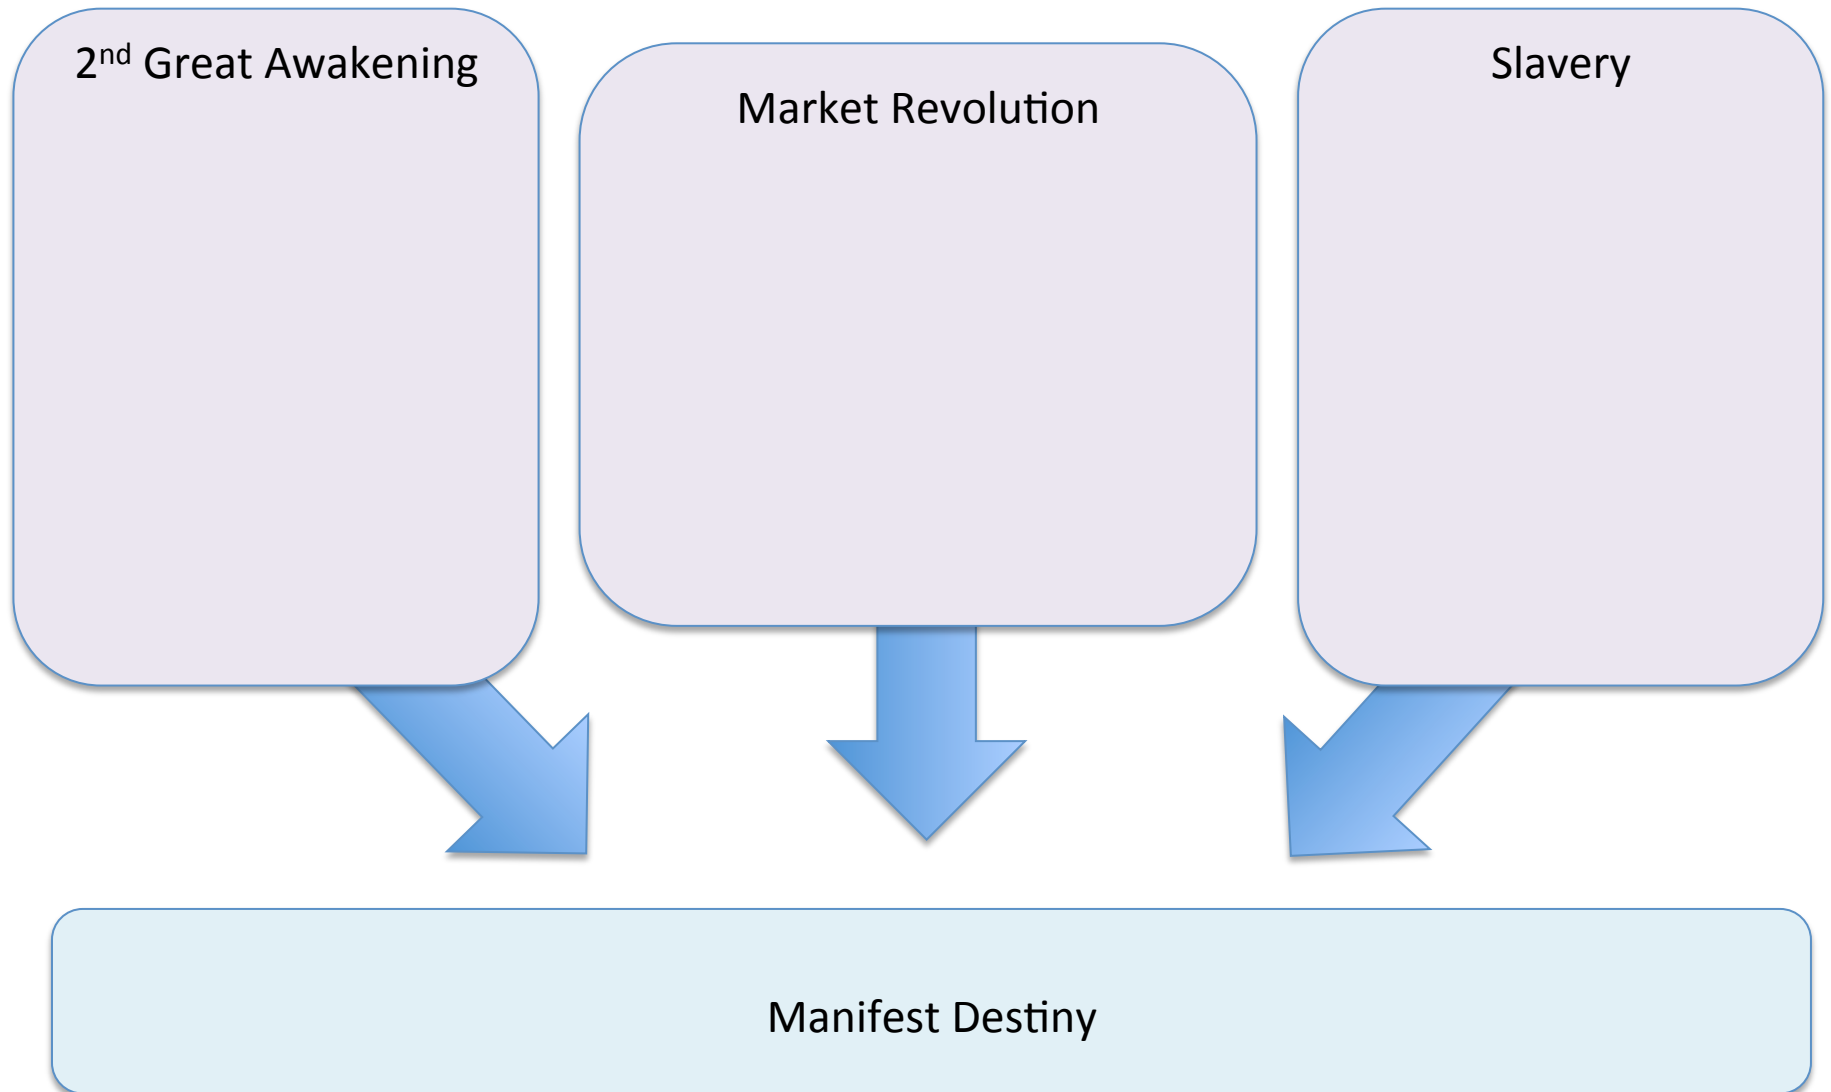 2nd Great Awakening
Market Revolution
Slavery
Manifest Destiny